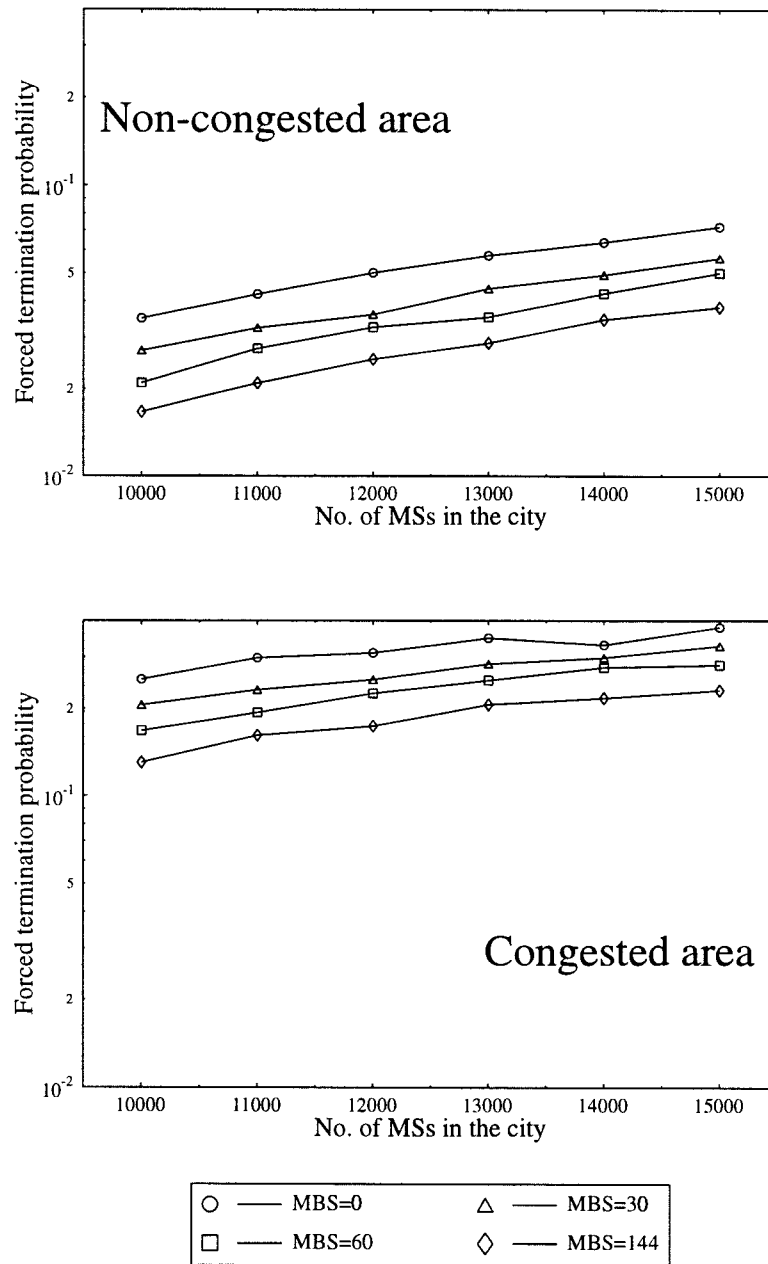 Forced termination probability
2
Non-congested area
10-1
5
2
10-2
10000 11000 12000 13000 14000 15000
No. of MSs in the city
Forced termination probability
2
10-1
5
Congested area
2
10-2
10000 11000 12000 13000 14000 15000
No. of MSs in the city
MBS=0 MBS=30
MBS=60 MBS=144